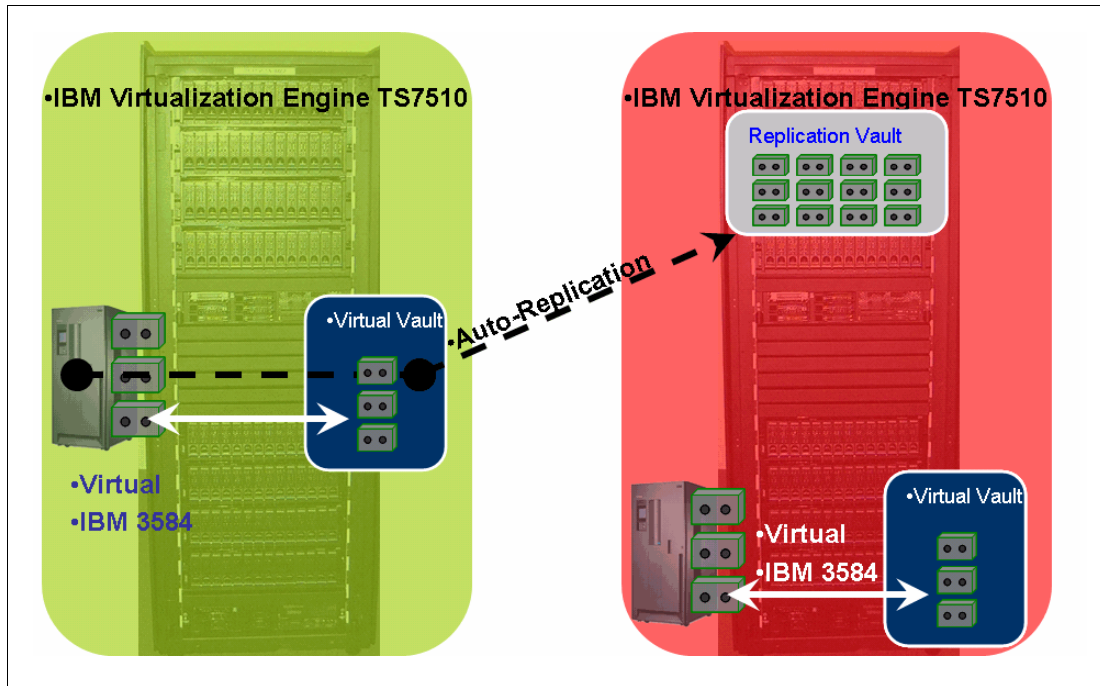 •IBM Virtualization Engine TS7510
•Virtual Vault
•Virtual
•IBM 3584
•Auto-Replication
•IBM Virtualization Engine TS7510
Replication Vault
•Virtual
•IBM 3584
•Virtual Vault